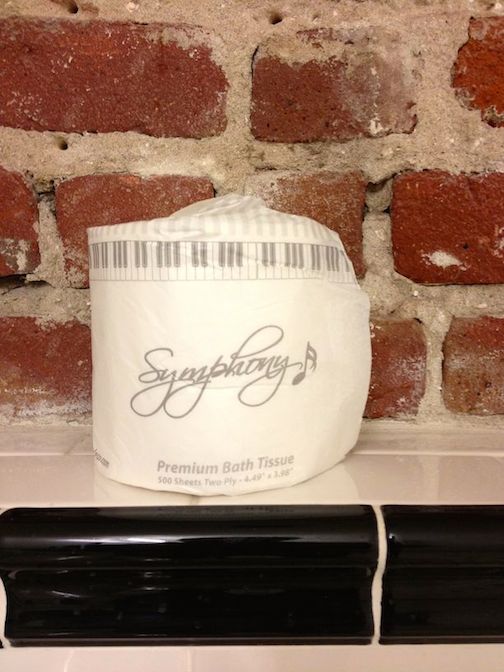 Symphony
Premium Bath Tissue
500 Sheets Two-Ply - 4.49" x 3.98"